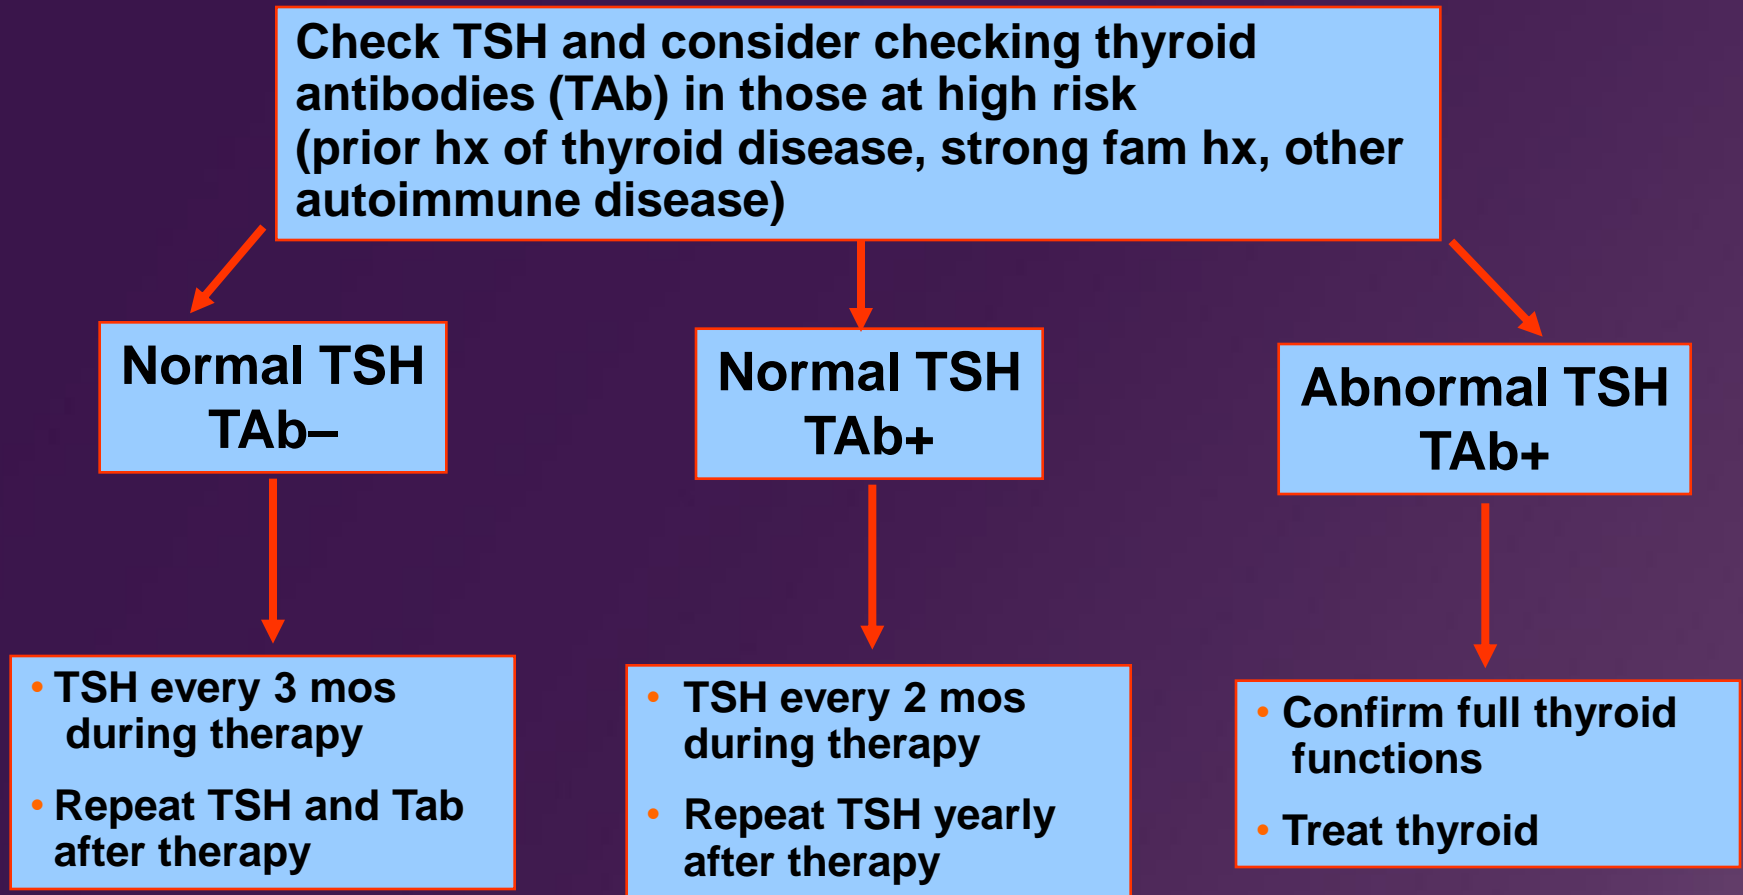 Check TSH and consider checking thyroid
antibodies (TAb) in those at high risk
(prior hx of thyroid disease, strong fam hx, other
autoimmune disease)
Normal TSH
TAb–
Normal TSH
TAb+
Abnormal TSH
TAb+
• TSH every 3 mos
during therapy
• Repeat TSH and Tab
after therapy
• TSH every 2 mos
during therapy
• Repeat TSH yearly
after therapy
• Confirm full thyroid
functions
• Treat thyroid